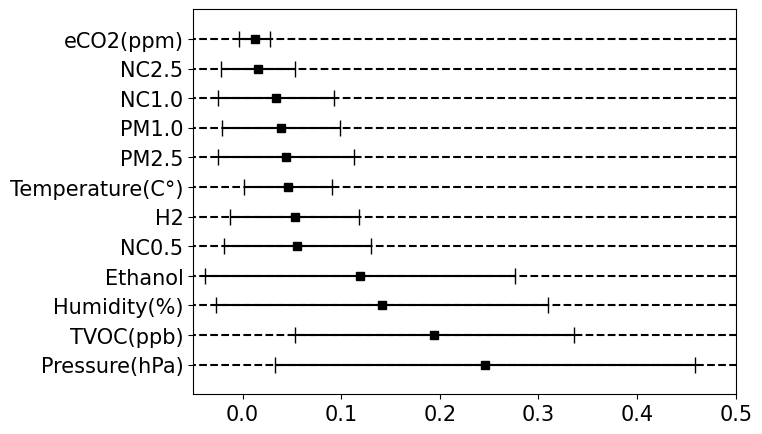 eCO2(ppm)
NC2.5
NC1.0
PM1.0
PM2.5
Temperature(C°)
H2
NC0.5
Ethanol
Humidity(%)
TVOC(ppb)
Pressure(hPa)
0.0 0.1 0.2 0.3 0.4 0.5